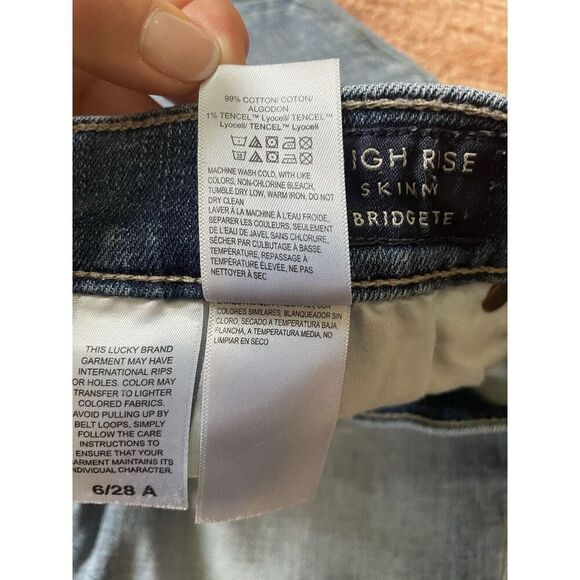 99% COTTON/ COTON/
ALGODON
1% TENCEL™ Lyocell/ TENCEL™
Lyocell/ TENCEL™ Lyocell
MACHINE WASH COLD, WITH LIKE
COLORS, NON-CHLORINE BLEACH,
TUMBLE DRY LOW, WARM IRON, DO NOT
DRY CLEAN
LAVER À LA MACHINE À L'EAU FROIDE,
SEPARER LES COULEURS, SEULEMENT
DE L'EAU DE JAVEL SANS CHLORURE,
SÉCHER PAR CULBUTAGE À BASSE
TEMPÉRATURE, REPASSAGE À
TEMPÉRATURE ÉLEVÉE, NE PAS
NETTOYER À SEC
COLORES SIMILARES, BLANQUEADOR SIN
CLORO, SECADO A TEMPERATURA BAJA,
PLANCHA, A TEMPERATURA MEDIA, NO
LIMPIAR EN SECO
IGH RISE
SKINN
BRIDGETE
THIS LUCKY BRAND
GARMENT MAY HAVE
INTERNATIONAL RIPS
OR HOLES. COLOR MAY
TRANSFER TO LIGHTER
COLORED FABRICS.
AVOID PULLING UP BY
BELT LOOPS, SIMPLY
FOLLOW THE CARE
INSTRUCTIONS TO
ENSURE THAT YOUR
GARMENT MAINTAINS ITS
INDIVIDUAL CHARACTER.
6/28 A